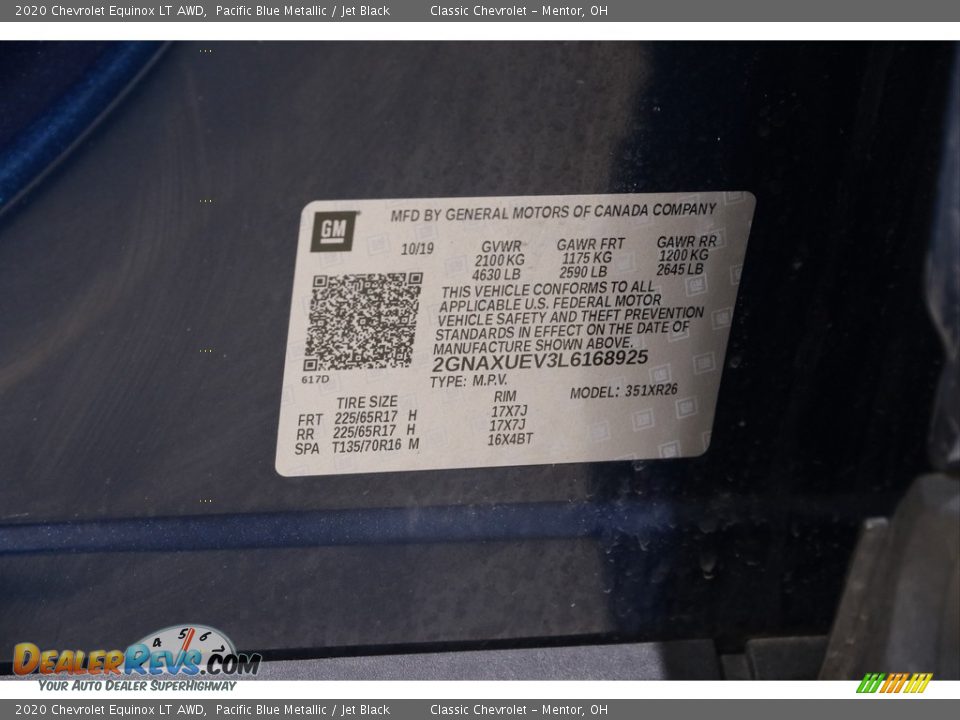 2020 Chevrolet Equinox LT AWD, Pacific Blue Metallic / Jet Black Classic Chevrolet - Mentor, OH
GM
MFD BY GENERAL MOTORS OF CANADA COMPANY
10/19 GVWR GAWR FRT GAWR RR
2100 KG 1175 KG 1200 KG
4630 LB 2590 LB 2645 LB
THIS VEHICLE CONFORMS TO ALL
APPLICABLE U.S. FEDERAL MOTOR
VEHICLE SAFETY AND THEFT PREVENTION
STANDARDS IN EFFECT ON THE DATE OF
MANUFACTURE SHOWN ABOVE.
2GNAXUEV3L6168925
617D
TYPE: M.P.V. MODEL: 351XR26
TIRE SIZE RIM
FRT 225/65R17 H 17X7J
RR 225/65R17 H 17X7J
SPA T135/70R16 M 16X4BT
4 5 6
DEALERREVS.COM
YOUR AUTO DEALER SUPERHIGHWAY
2020 Chevrolet Equinox LT AWD, Pacific Blue Metallic / Jet Black Classic Chevrolet - Mentor, OH